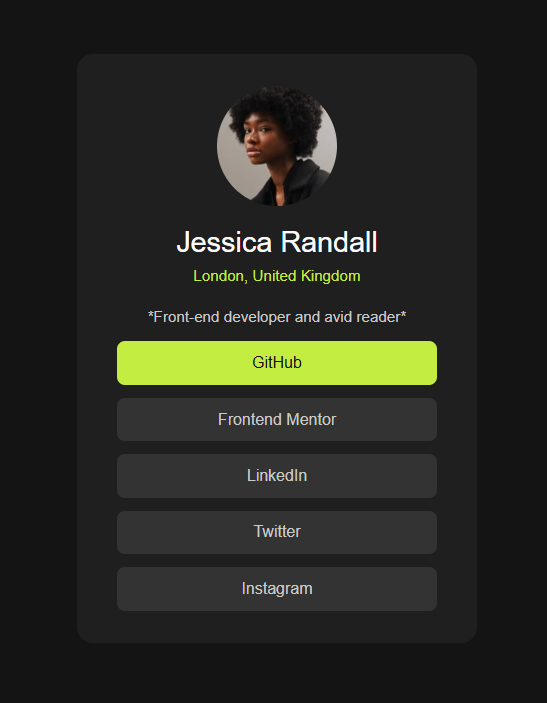 Jessica Randall
London, United Kingdom
*Front-end developer and avid reader*
GitHub
Frontend Mentor
LinkedIn
Twitter
Instagram